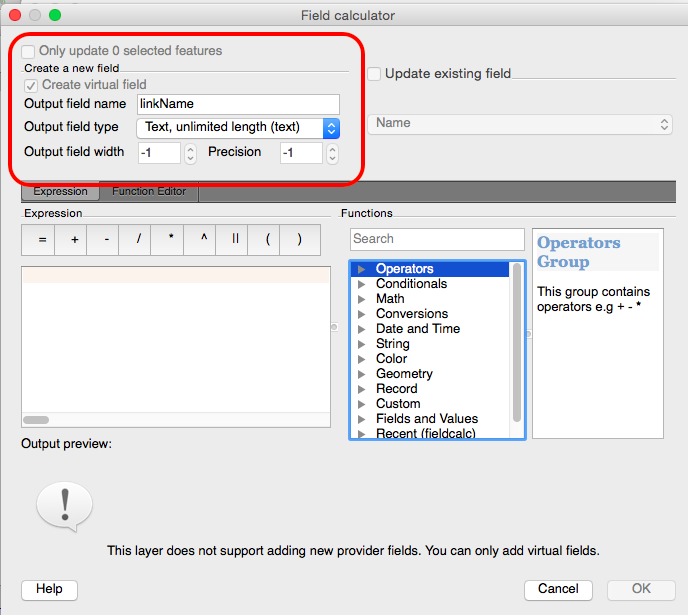 Field calculator
Only update 0 selected features
Create a new field
Create virtual field
Output field name linkName
Output field type Text, unlimited length (text)
Output field width -1 Precision -1
Update existing field
Name
Expression Function Editor
Expression
= + - / * ^ || ( )
Functions
Search
Operators
Conditionals
Math
Conversions
Date and Time
String
Color
Geometry
Record
Custom
Fields and Values
Recent (fieldcalc)
Operators
Group
This group contains
operators e.g + - *
Output preview:
!
This layer does not support adding new provider fields. You can only add virtual fields.
Help Cancel OK